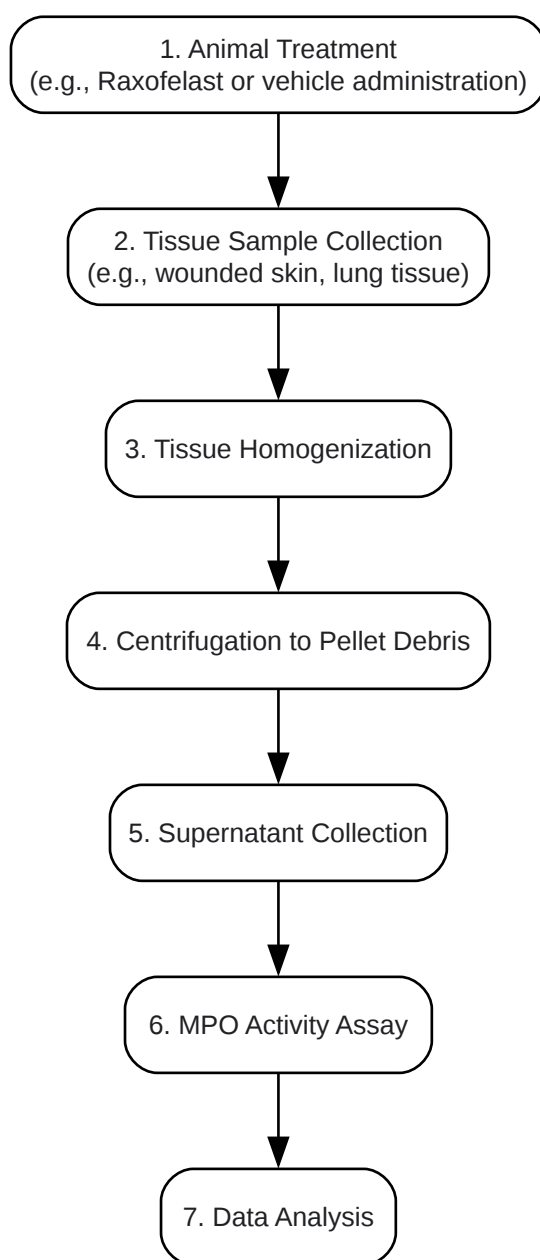 1. Animal Treatment
(e.g., Raxofelast or vehicle administration)
2. Tissue Sample Collection
(e.g., wounded skin, lung tissue)
3. Tissue Homogenization
4. Centrifugation to Pellet Debris
5. Supernatant Collection
6. MPO Activity Assay
7. Data Analysis